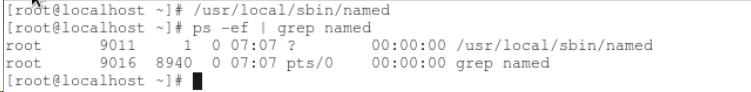 [root@localhost ~]# /usr/local/sbin/named
[root@localhost ~]# ps -ef | grep named
root      9011     1  0 07:07 ?        00:00:00 /usr/local/sbin/named
root      9016  8940  0 07:07 pts/0    00:00:00 grep named
[root@localhost ~]#